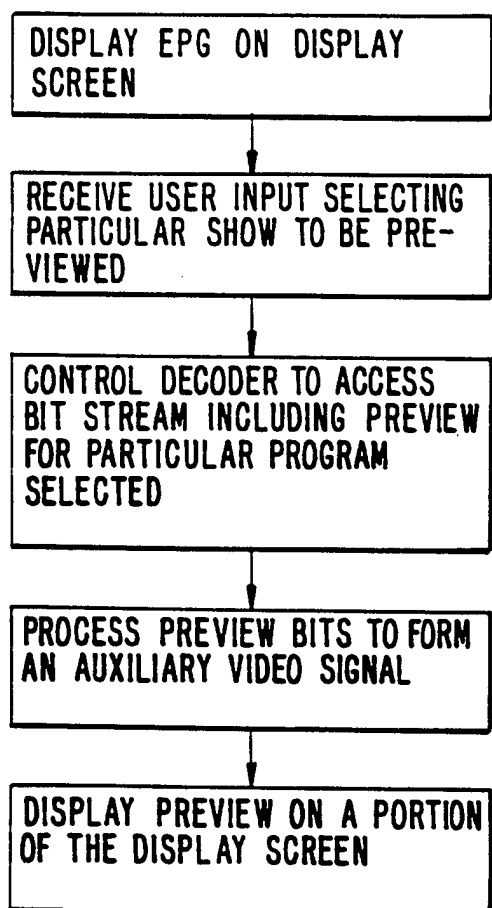 DISPLAY EPG ON DISPLAY
SCREEN
RECEIVE USER INPUT SELECTING
PARTICULAR SHOW TO BE PRE-
VIEWED
CONTROL DECODER TO ACCESS
BIT STREAM INCLUDING PREVIEW
FOR PARTICULAR PROGRAM
SELECTED
PROCESS PREVIEW BITS TO FORM
AN AUXILIARY VIDEO SIGNAL
DISPLAY PREVIEW ON A PORTION
OF THE DISPLAY SCREEN